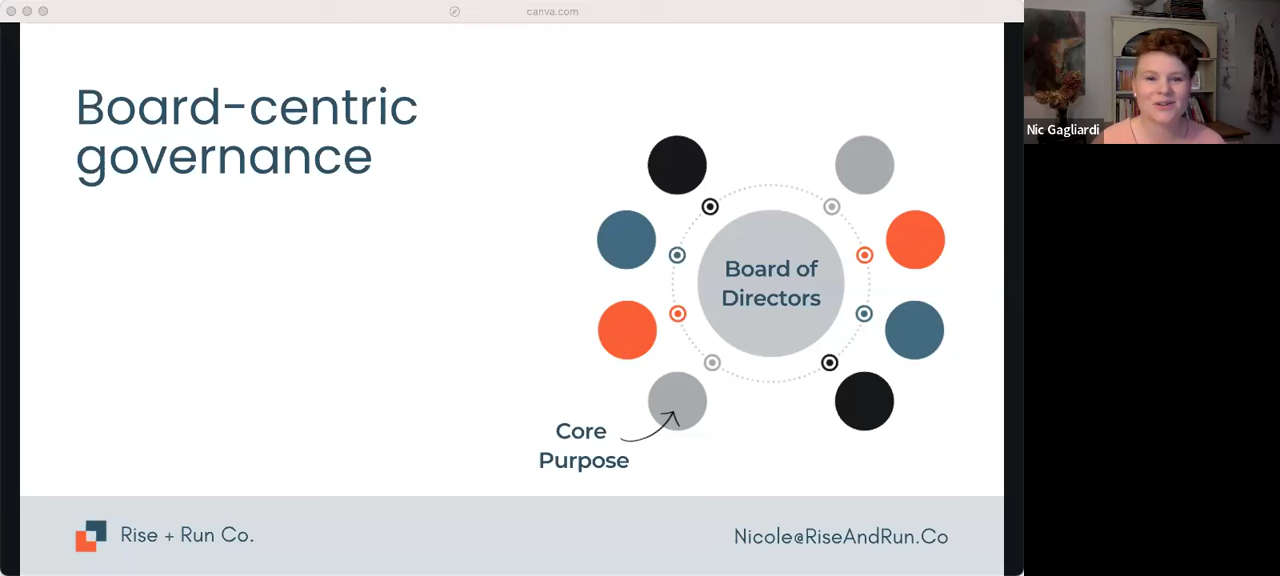 canva.com
Board-centric
governance
Board of
Directors
Core
Purpose
Rise + Run Co.
Nicole@RiseAndRun.Co
Nic Gagliardi